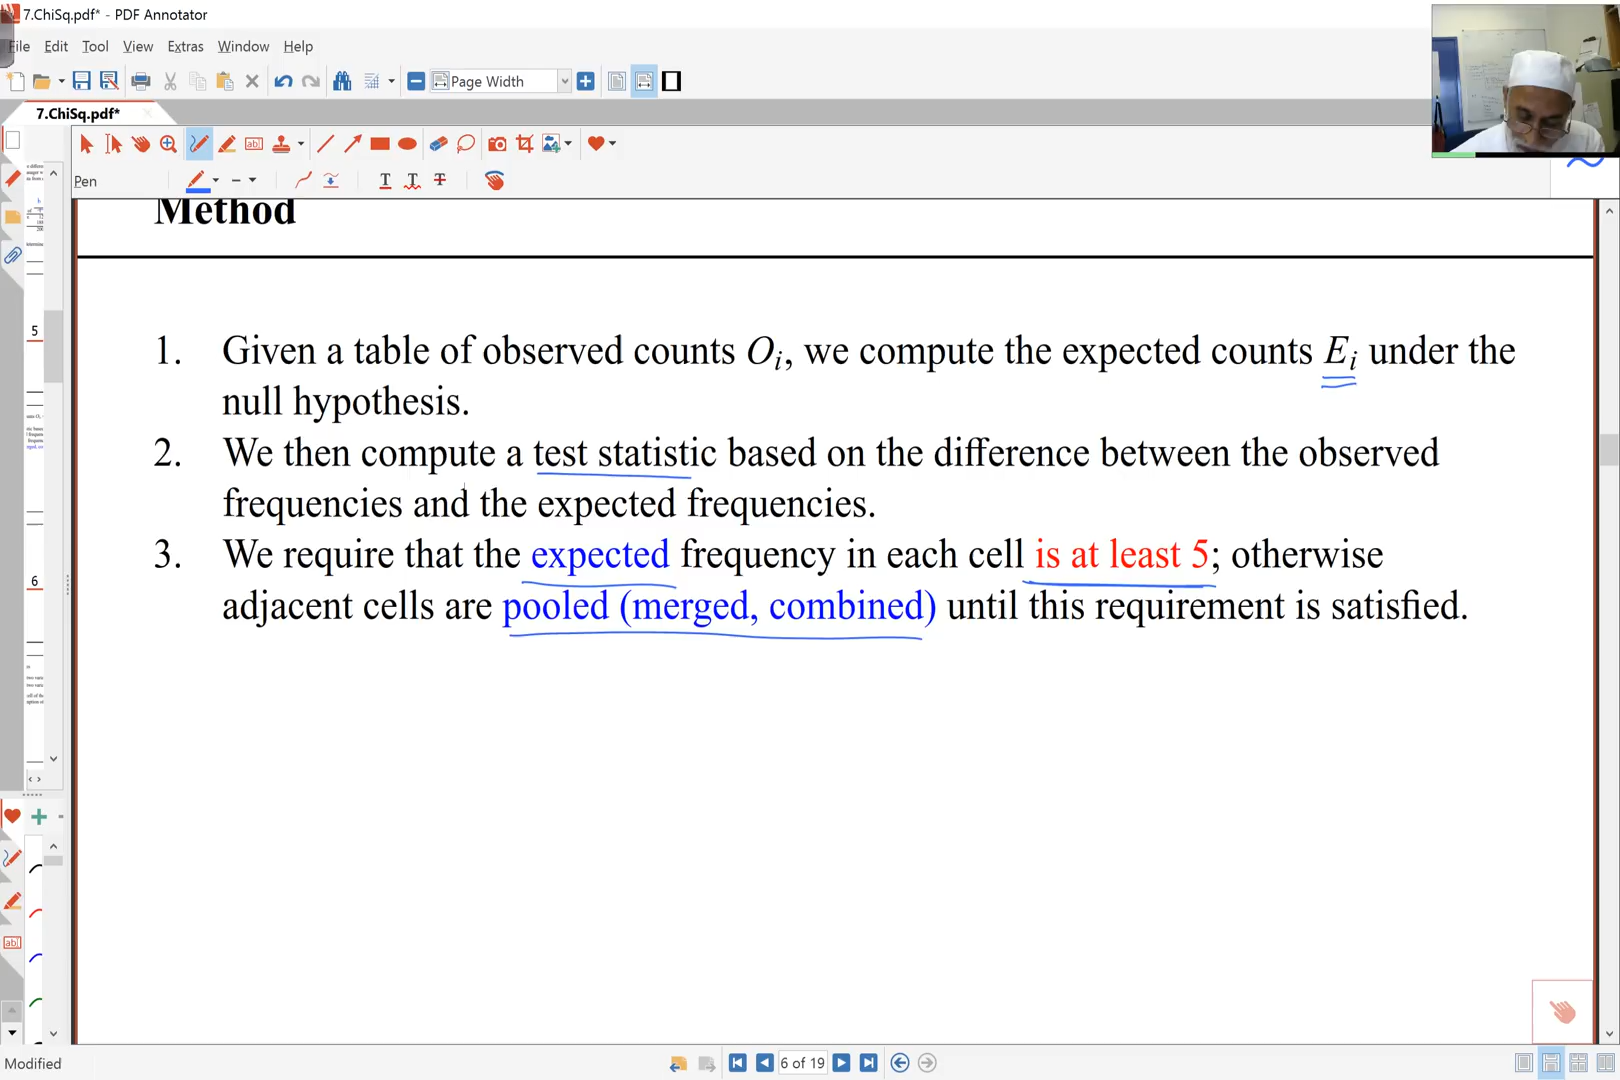 7.ChiSq.pdf* - PDF Annotator
File Edit Tool View Extras Window Help
Page Width
7.ChiSq.pdf*
Pen
Method
1. Given a table of observed counts Oi, we compute the expected counts Ei under the
null hypothesis.
2. We then compute a test statistic based on the difference between the observed
frequencies and the expected frequencies.
3. We require that the expected frequency in each cell is at least 5; otherwise
adjacent cells are pooled (merged, combined) until this requirement is satisfied.
5
6
Modified
6 of 19